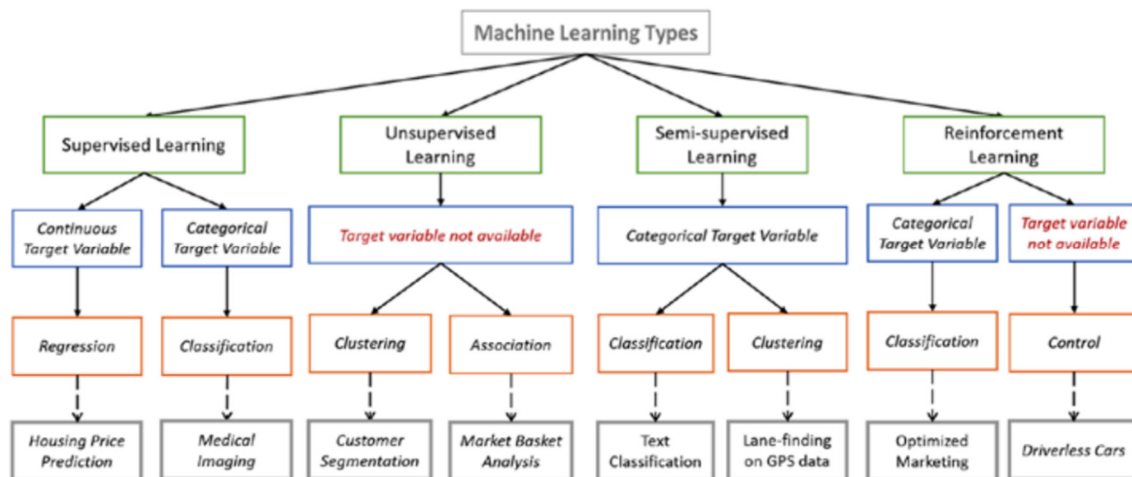 Machine Learning Types
Supervised Learning
Unsupervised
Learning
Semi-supervised
Learning
Reinforcement
Learning
Continuous
Target Variable
Categorical
Target Variable
Target variable not available
Categorical Target Variable
Categorical
Target Variable
Target variable
not available
Regression
Classification
Clustering
Association
Classification
Clustering
Classification
Control
Housing Price
Prediction
Medical
Imaging
Customer
Segmentation
Market Basket
Analysis
Text
Classification
Lane-finding
on GPS data
Optimized
Marketing
Driverless Cars